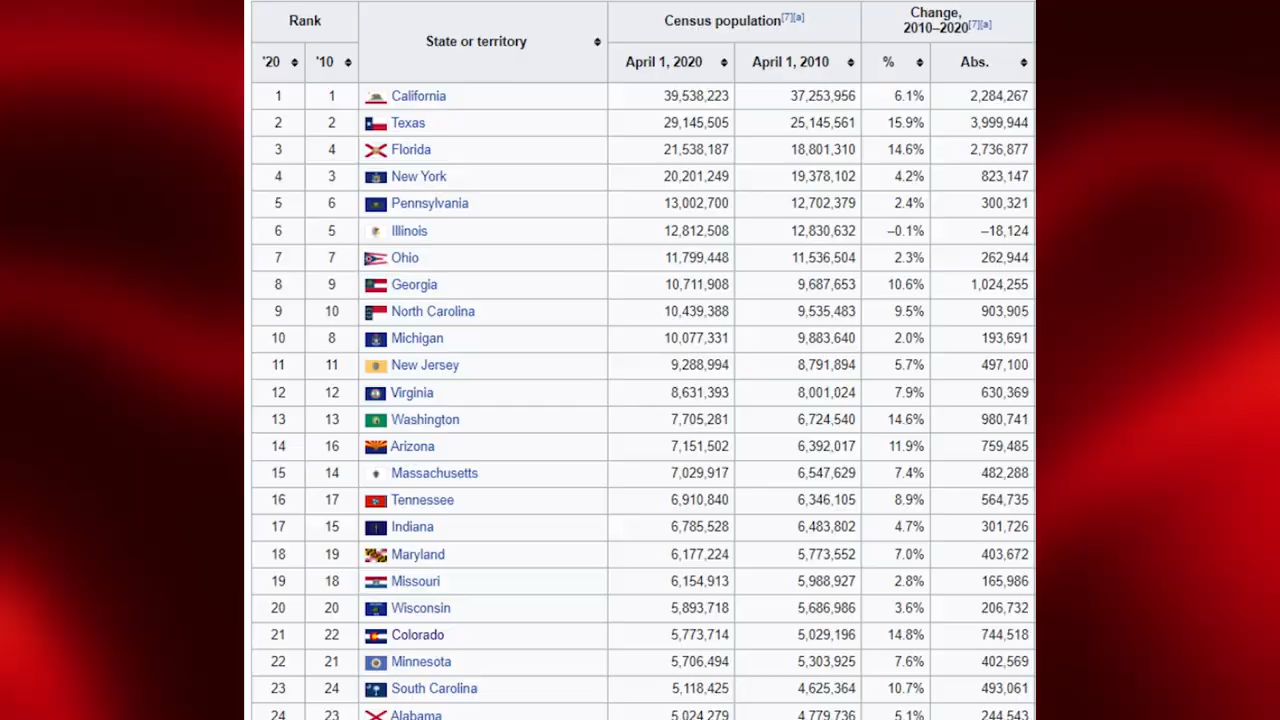 Rank State or territory Census population[7][a] Change, 2010–2020[7][a]
'20 '10 April 1, 2020 April 1, 2010 % Abs.
1 1 California 39,538,223 37,253,956 6.1% 2,284,267
2 2 Texas 29,145,505 25,145,561 15.9% 3,999,944
3 4 Florida 21,538,187 18,801,310 14.6% 2,736,877
4 3 New York 20,201,249 19,378,102 4.2% 823,147
5 6 Pennsylvania 13,002,700 12,702,379 2.4% 300,321
6 5 Illinois 12,812,508 12,830,632 –0.1% –18,124
7 7 Ohio 11,799,448 11,536,504 2.3% 262,944
8 9 Georgia 10,711,908 9,687,653 10.6% 1,024,255
9 10 North Carolina 10,439,388 9,535,483 9.5% 903,905
10 8 Michigan 10,077,331 9,883,640 2.0% 193,691
11 11 New Jersey 9,288,994 8,791,894 5.7% 497,100
12 12 Virginia 8,631,393 8,001,024 7.9% 630,369
13 13 Washington 7,705,281 6,724,540 14.6% 980,741
14 16 Arizona 7,151,502 6,392,017 11.9% 759,485
15 14 Massachusetts 7,029,917 6,547,629 7.4% 482,288
16 17 Tennessee 6,910,840 6,346,105 8.9% 564,735
17 15 Indiana 6,785,528 6,483,802 4.7% 301,726
18 19 Maryland 6,177,224 5,773,552 7.0% 403,672
19 18 Missouri 6,154,913 5,988,927 2.8% 165,986
20 20 Wisconsin 5,893,718 5,686,986 3.6% 206,732
21 22 Colorado 5,773,714 5,029,196 14.8% 744,518
22 21 Minnesota 5,706,494 5,303,925 7.6% 402,569
23 24 South Carolina 5,118,425 4,625,364 10.7% 493,061
24 23 Alabama 5,024,279 4,779,736 5.1% 244,543